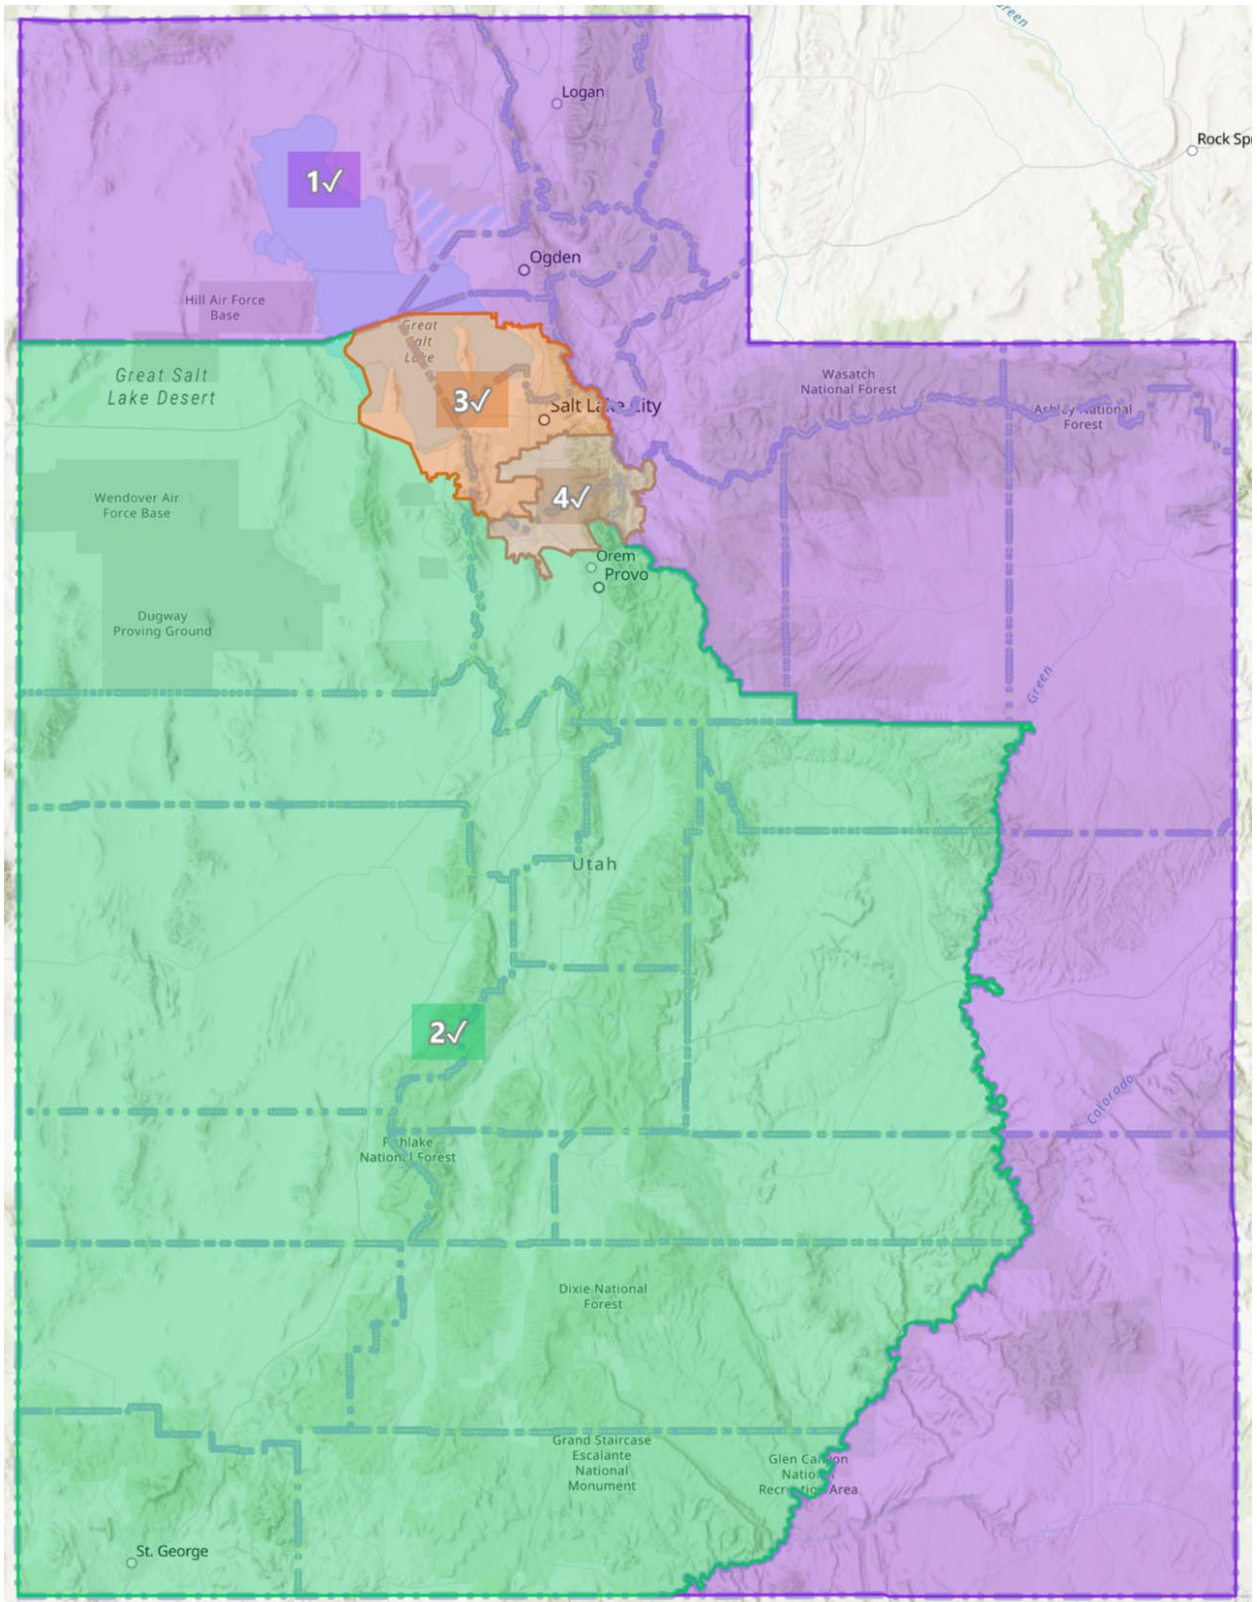 Green
Logan
Rock Spr
1✓
Ogden
Hill Air Force
Base
Great
Salt
Lake
Great Salt
Lake Desert
Wasatch
National Forest
3✓
Salt Lake City
Ashley National
Forest
Wendover Air
Force Base
4✓
Orem
Provo
Dugway
Proving Ground
Green
Utah
2✓
Colorado
Fishlake
National Forest
Dixie National
Forest
Grand Staircase
Escalante
National
Monument
Glen Canyon
National
Recreation Area
St. George